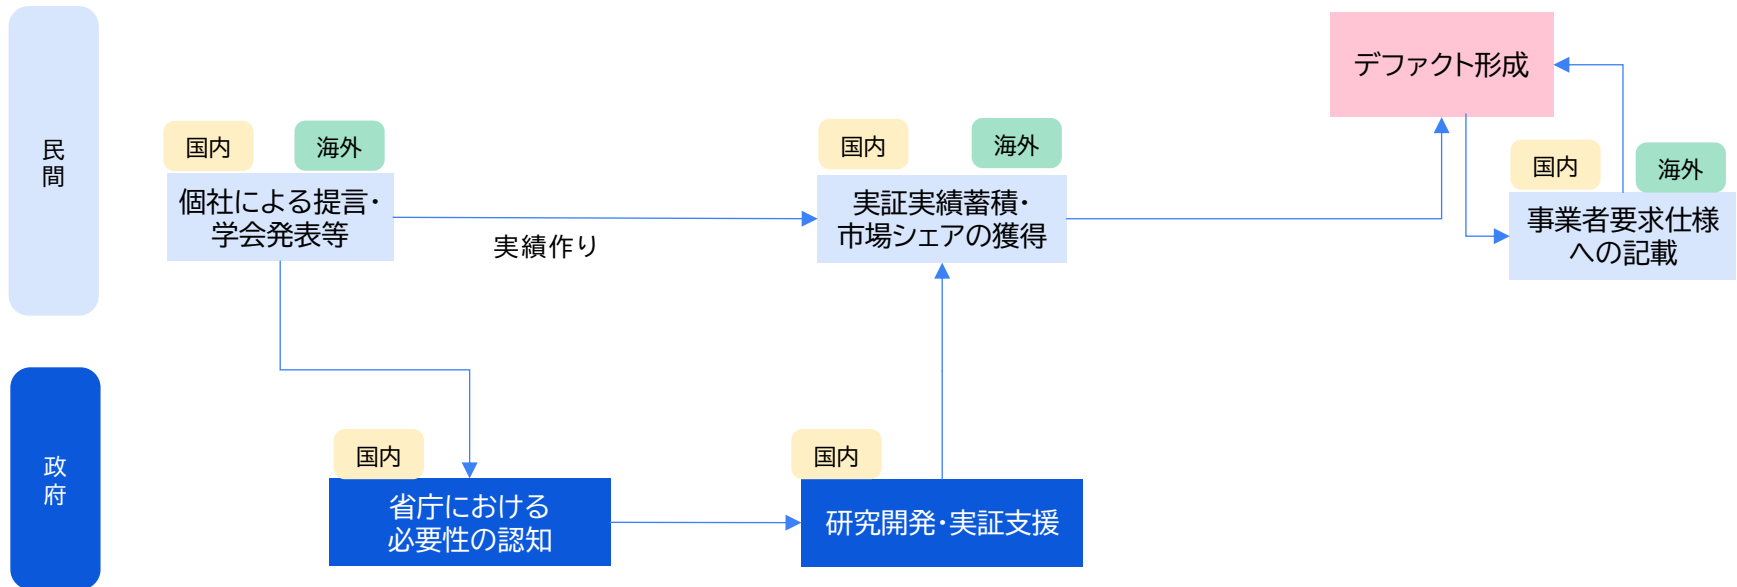 民
間
国内
海外
個社による提言・
学会発表等
実績作り
国内
海外
実証実績蓄積・
市場シェアの獲得
デファクト形成
国内
海外
事業者要求仕様
への記載
政
府
国内
省庁における
必要性の認知
国内
研究開発・実証支援